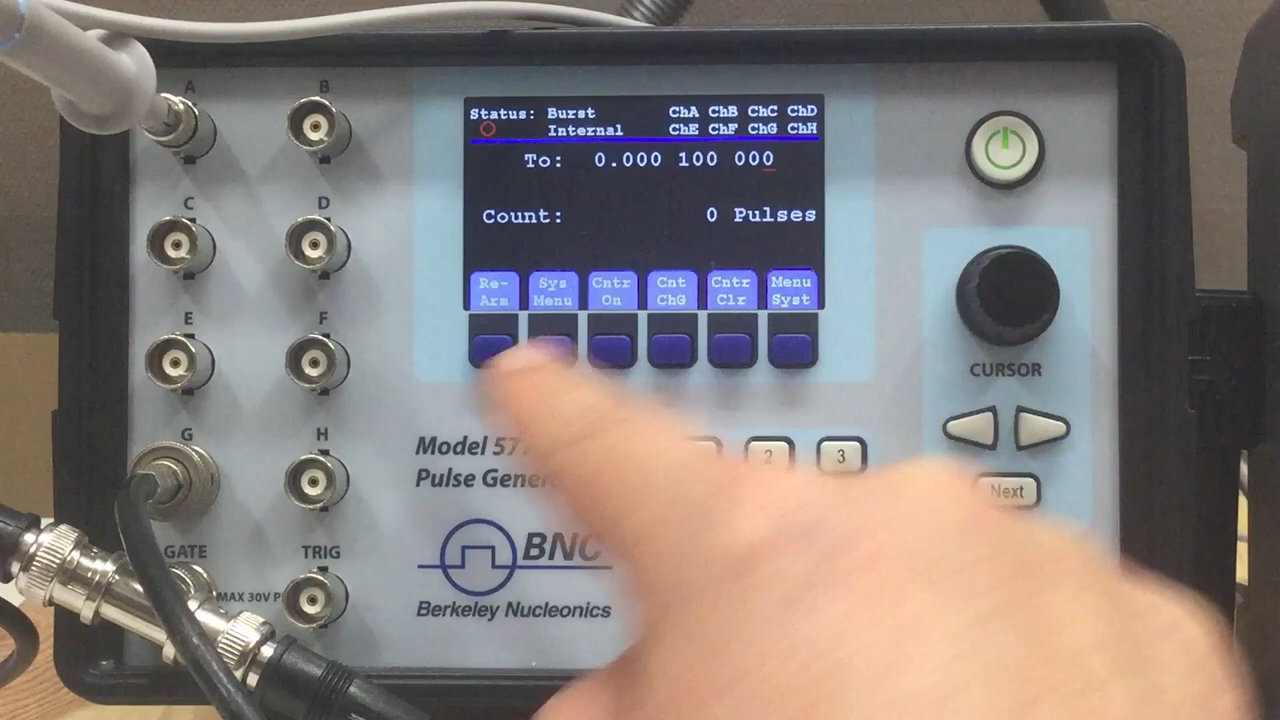 A B
C D
E F
G H
GATE TRIG
MAX 30V
Status: Burst ChA ChB ChC ChD
Internal ChE ChF ChG ChH
To: 0.000 100 000
Count: 0 Pulses
Re-Arm Sys Menu Cntr On Cnt ChG Cntr Clr Menu Syst
Model
Pulse
2 3
BNC
Berkeley Nucleonics
CURSOR
Next